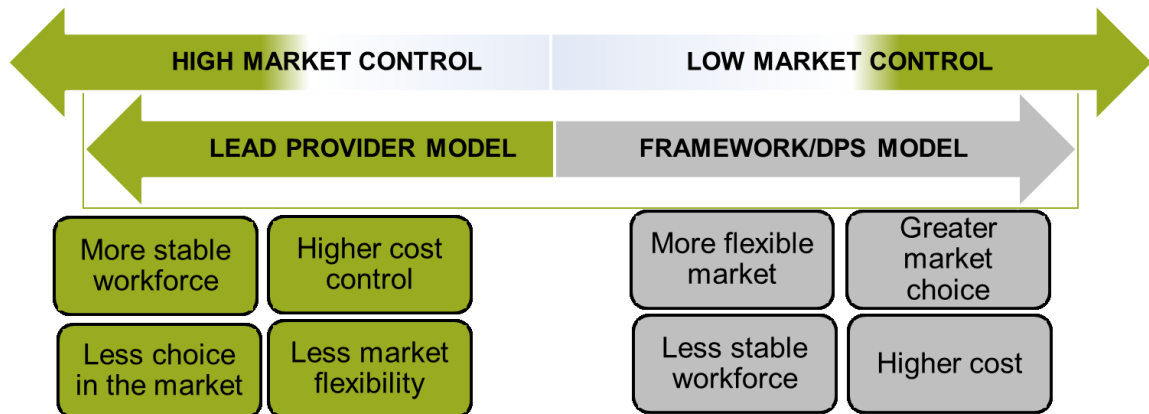 HIGH MARKET CONTROL
LOW MARKET CONTROL
LEAD PROVIDER MODEL
FRAMEWORK/DPS MODEL
More stable
workforce
Higher cost
control
More flexible
market
Greater
market
choice
Less choice
in the market
Less market
flexibility
Less stable
workforce
Higher cost